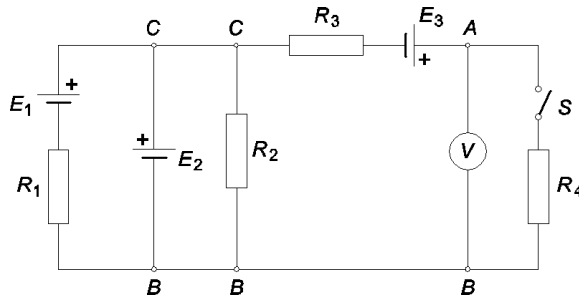 C C R₃ E₃ A
+ + +
E₁ E₂ R₂ V S
R₁ R₄
B B B